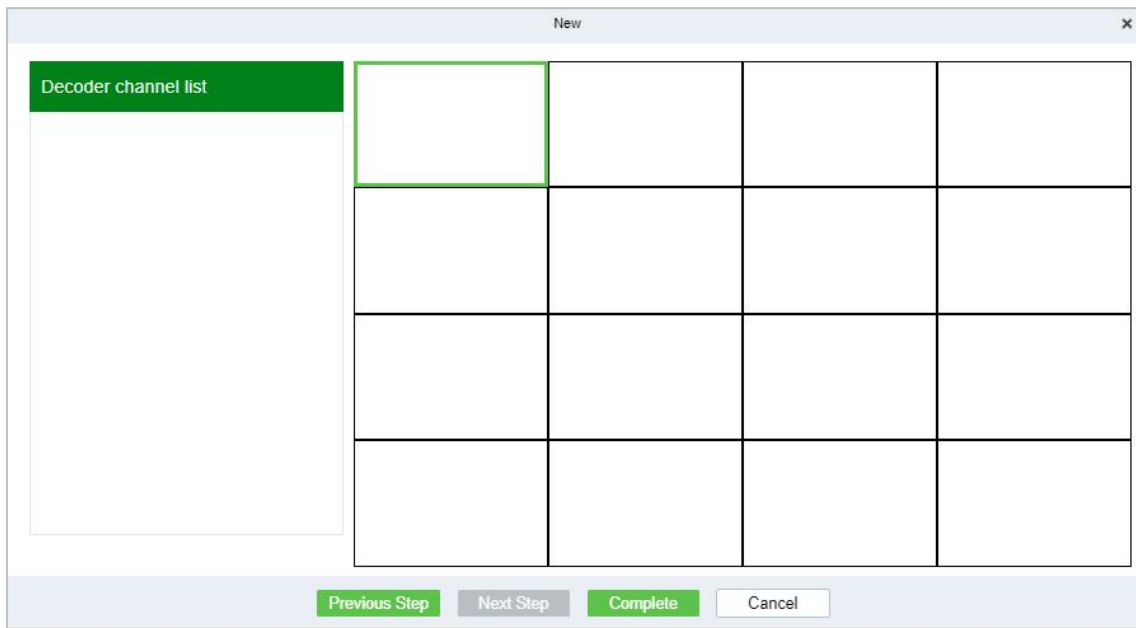 New
Decoder channel list
Previous Step
Next Step
Complete
Cancel